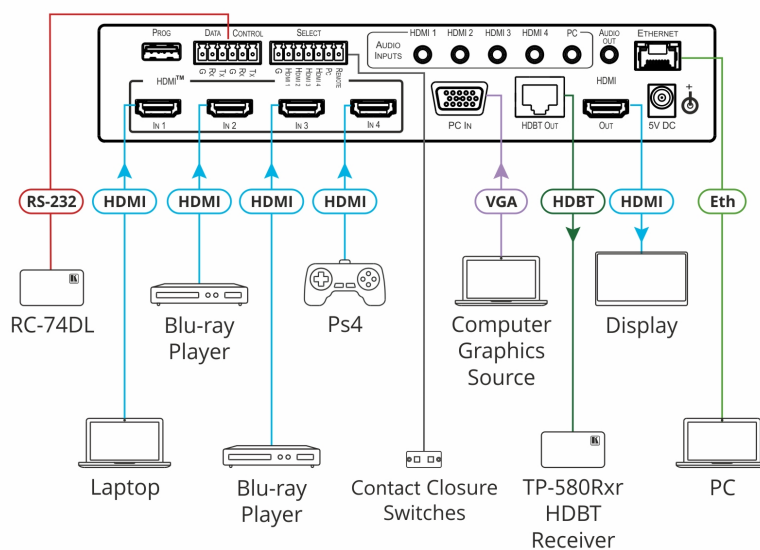 PROG
DATA CONTROL
SELECT
AUDIO INPUTS
HDMI 1 HDMI 2 HDMI 3 HDMI 4 PC
AUDIO OUT
ETHERNET
G Rx Tx G Rx Tx
G HDMI 1 HDMI 2 HDMI 3 HDMI 4 PC REMOTE
HDMI™
HDMI
IN 1 IN 2 IN 3 IN 4
PC IN
HDBT OUT
OUT
5V DC
+
RS-232 HDMI HDMI HDMI HDMI VGA HDBT HDMI Eth
RC-74DL
Blu-ray
Player
Ps4
Computer
Graphics
Source
Display
Laptop
Blu-ray
Player
Contact Closure
Switches
TP-580Rxr
HDBT
Receiver
PC